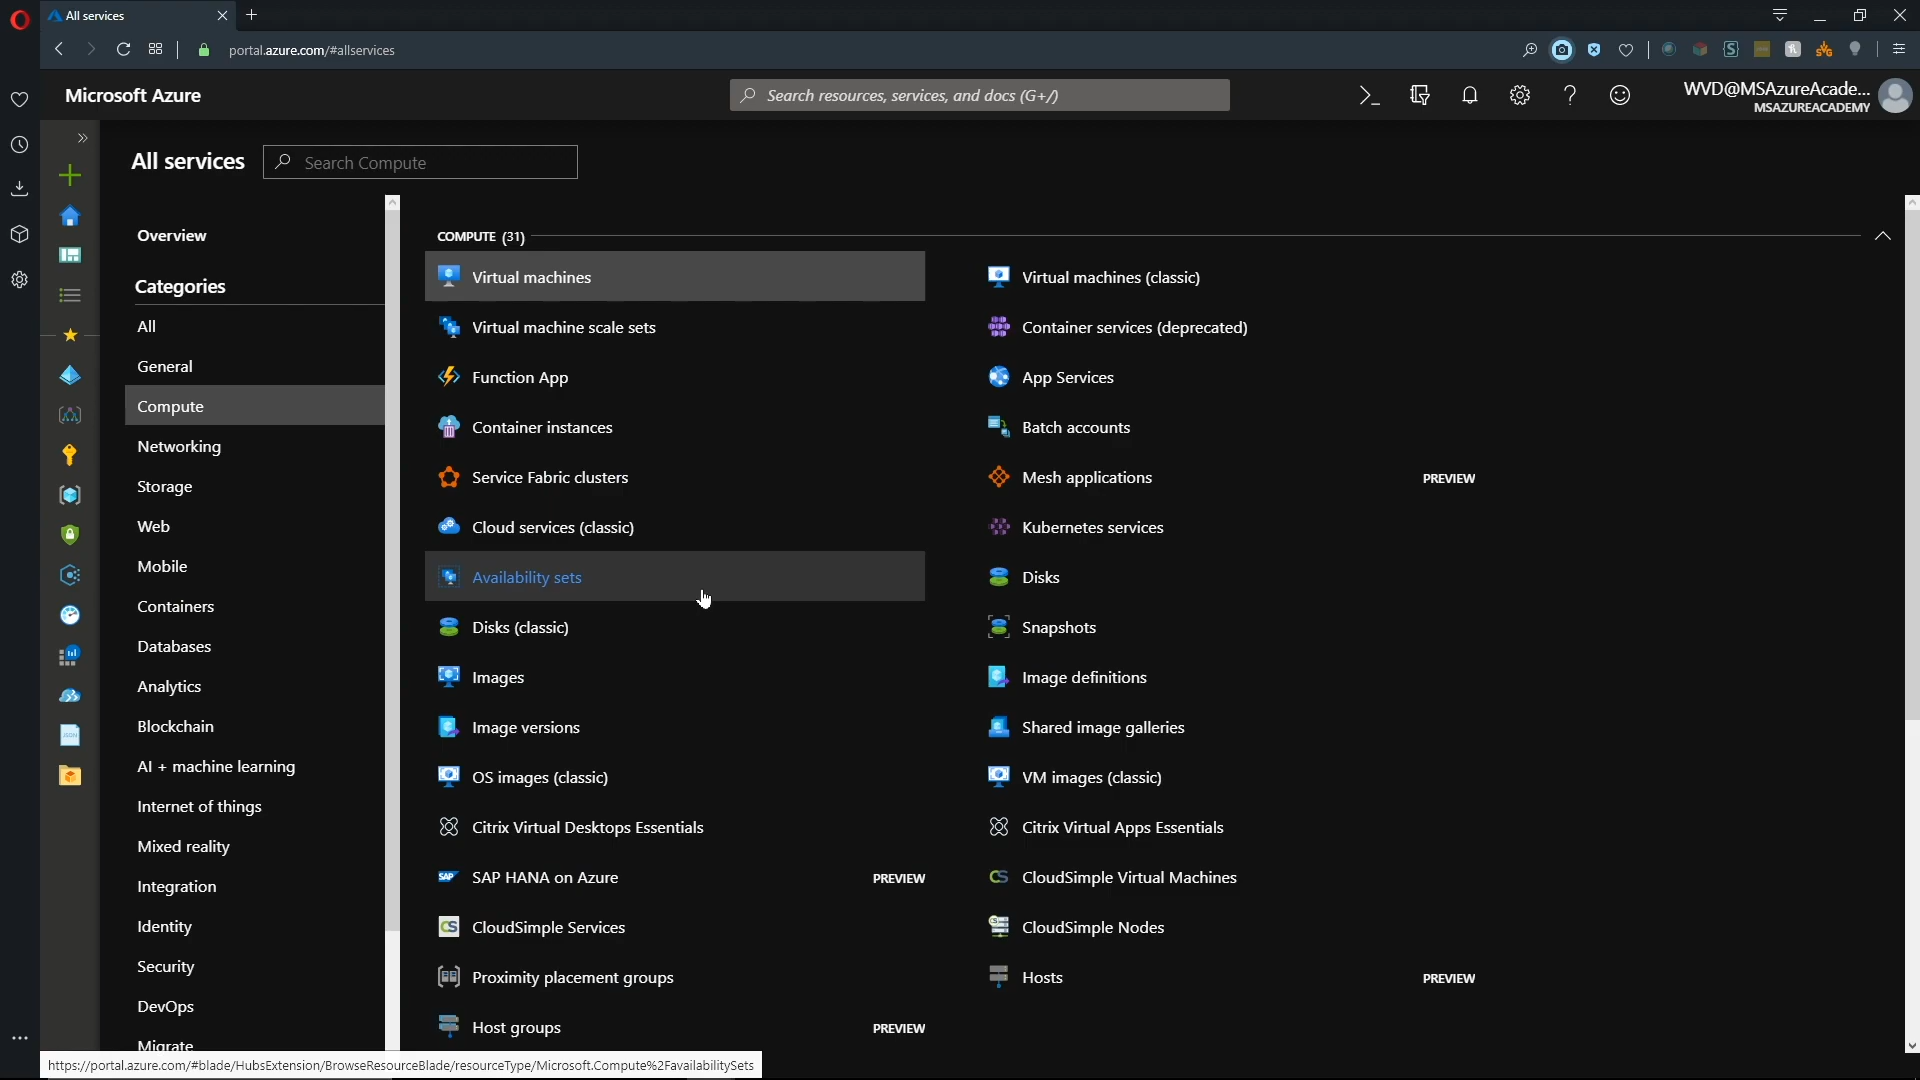 All services
portal.azure.com/#allservices
Microsoft Azure
Search resources, services, and docs (G+/)
WVD@MSAzureAcade...
MSAZUREACADEMY
All services
Search Compute
Overview
Categories
All
General
Compute
Networking
Storage
Web
Mobile
Containers
Databases
Analytics
Blockchain
AI + machine learning
Internet of things
Mixed reality
Integration
Identity
Security
DevOps
Migrate
COMPUTE (31)
Virtual machines
Virtual machines (classic)
Virtual machine scale sets
Container services (deprecated)
Function App
App Services
Container instances
Batch accounts
Service Fabric clusters
Mesh applications PREVIEW
Cloud services (classic)
Kubernetes services
Availability sets
Disks
Disks (classic)
Snapshots
Images
Image definitions
Image versions
Shared image galleries
OS images (classic)
VM images (classic)
Citrix Virtual Desktops Essentials
Citrix Virtual Apps Essentials
SAP HANA on Azure PREVIEW
CloudSimple Virtual Machines
CloudSimple Services
CloudSimple Nodes
Proximity placement groups
Hosts PREVIEW
Host groups PREVIEW
https://portal.azure.com/#blade/HubsExtension/BrowseResourceBlade/resourceType/Microsoft.Compute%2FavailabilitySets